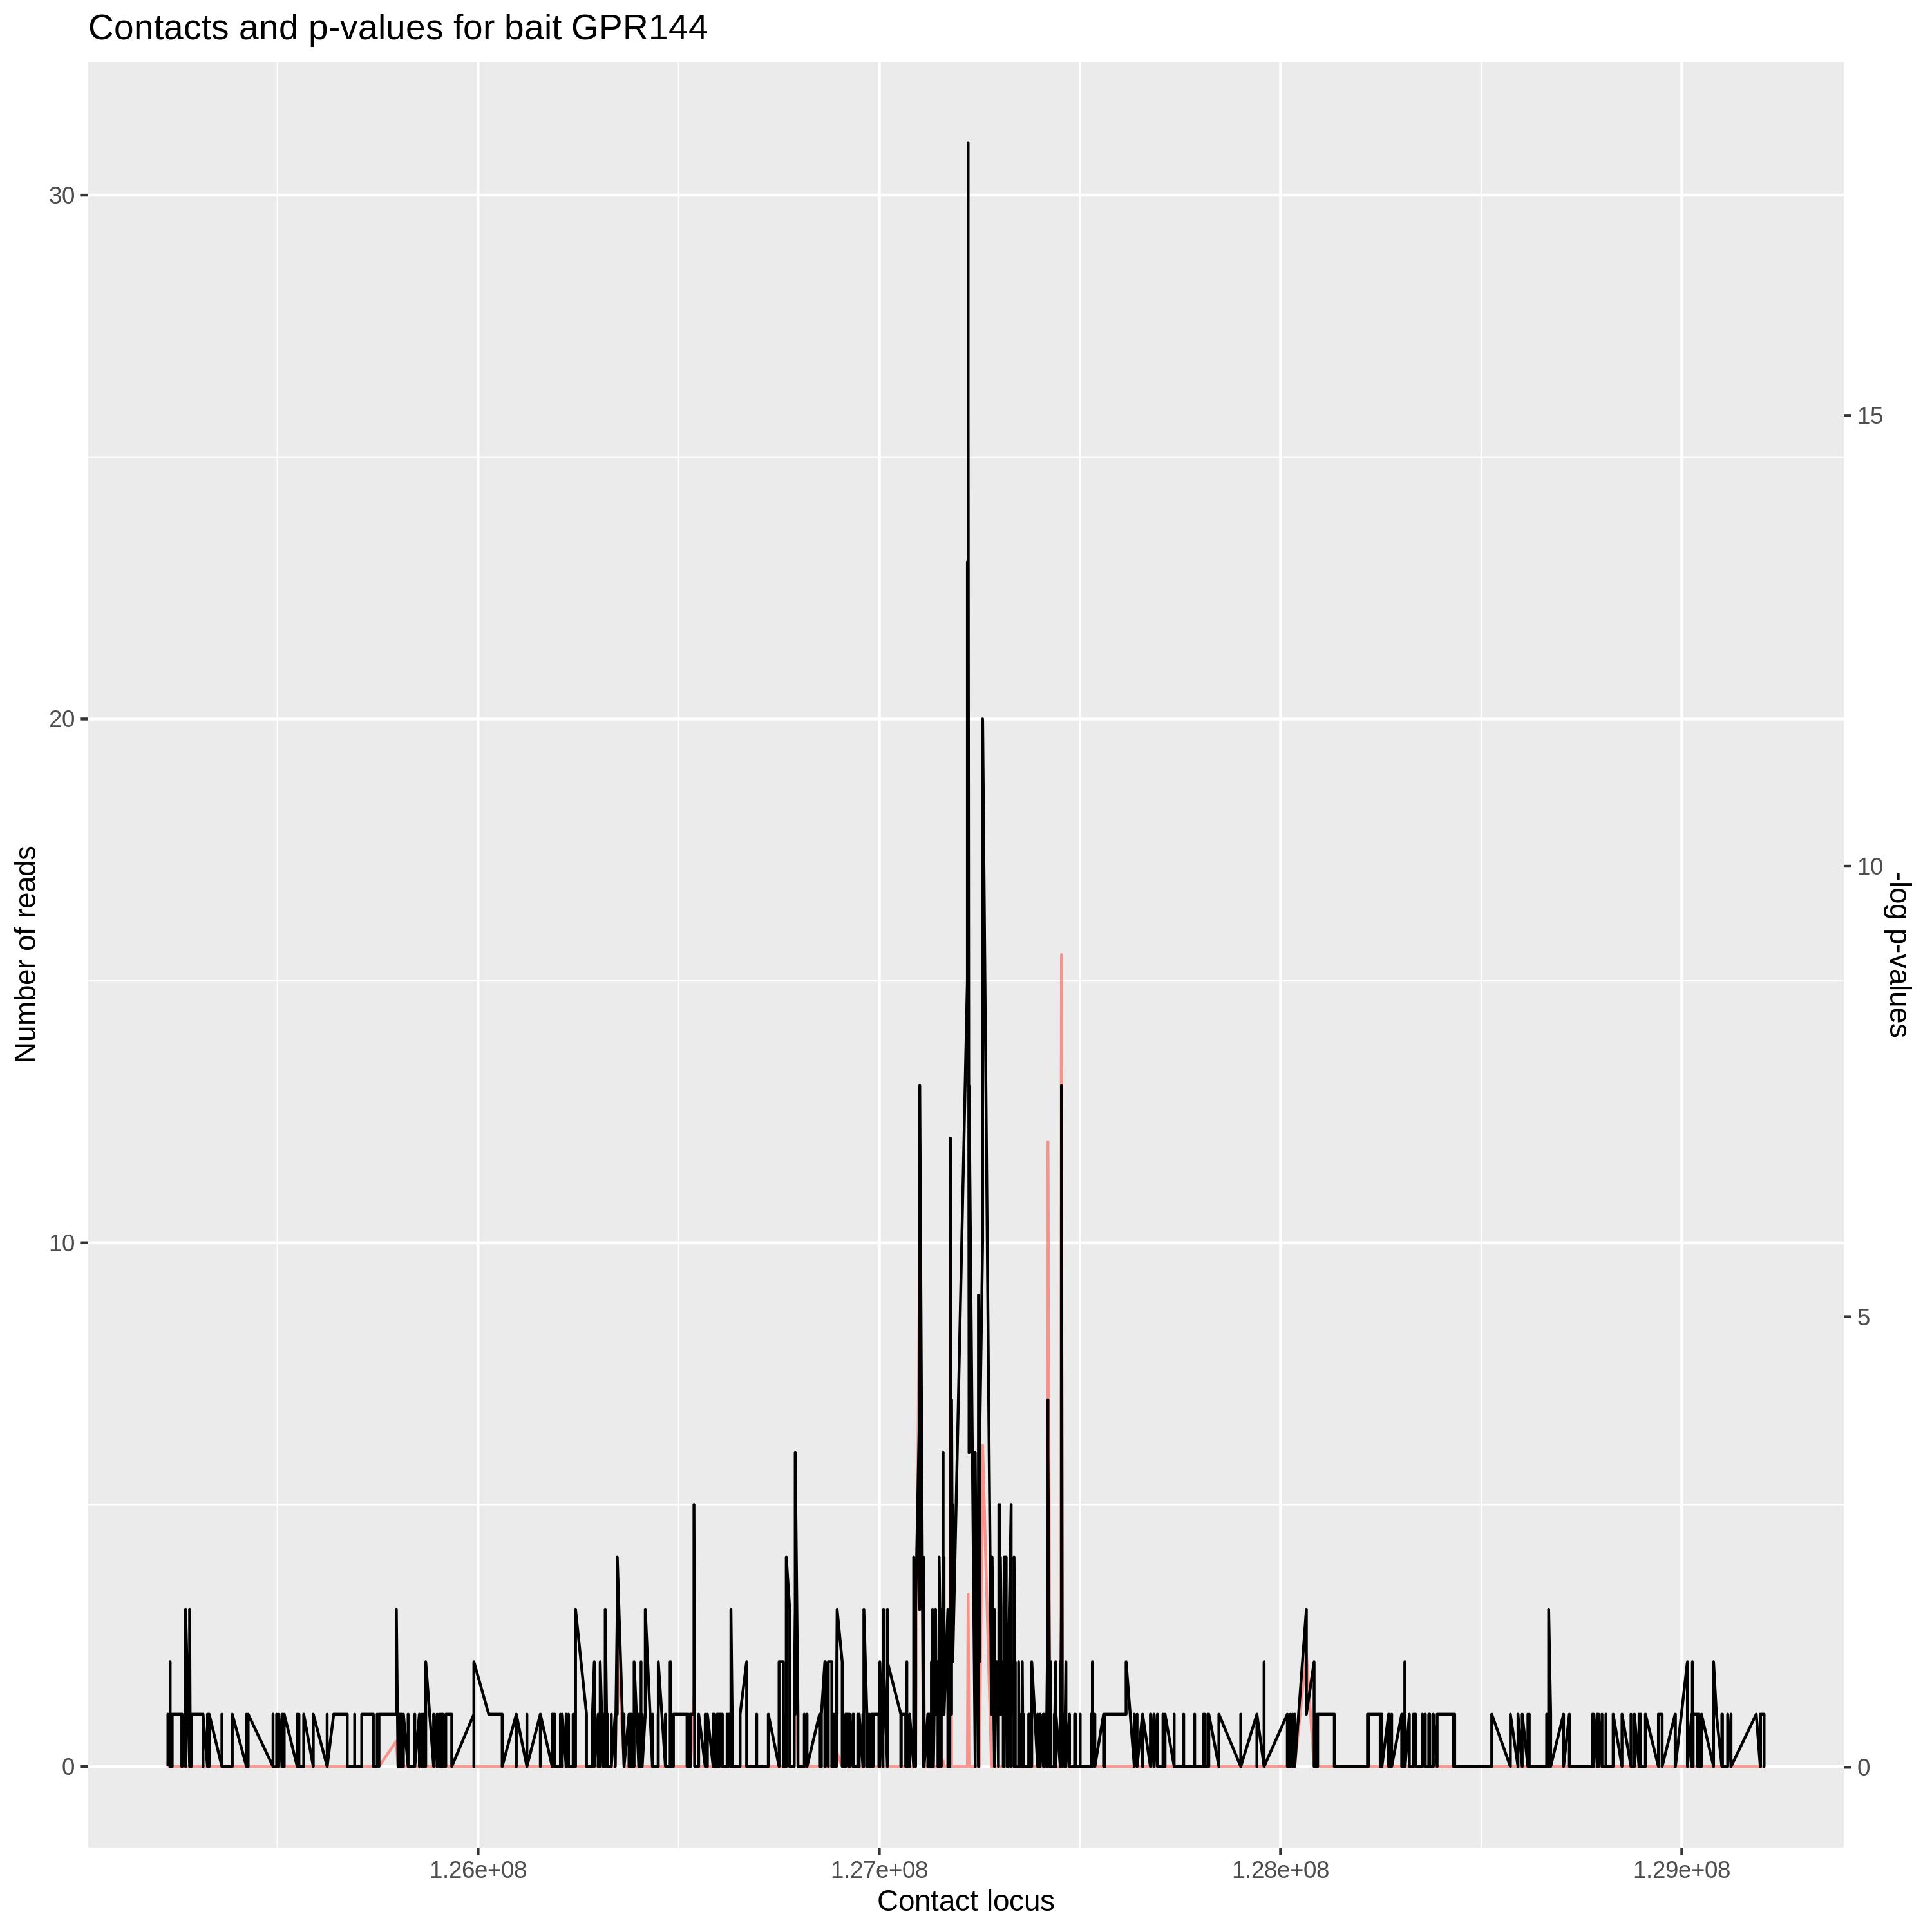 Contacts and p-values for bait GPR144
30
20
10
0
Number of reads
15
10
5
0
-log p-values
1.26e+08
1.27e+08
1.28e+08
1.29e+08
Contact locus